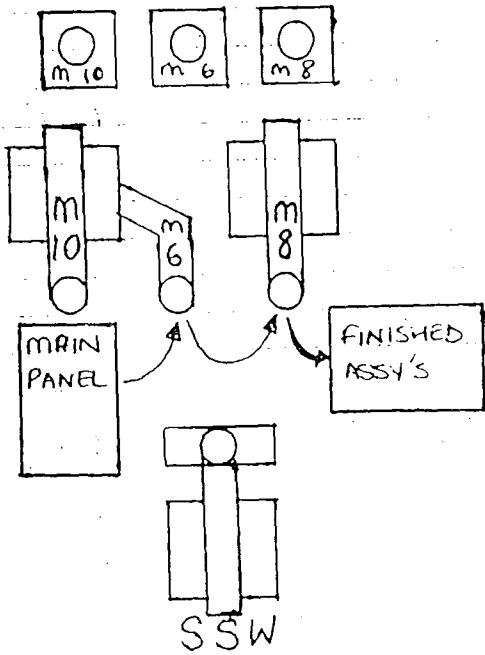 m 10
m 6
m 8
m
10
m
6
m
8
MAIN
PANEL
FINISHED
ASSY'S
SSW